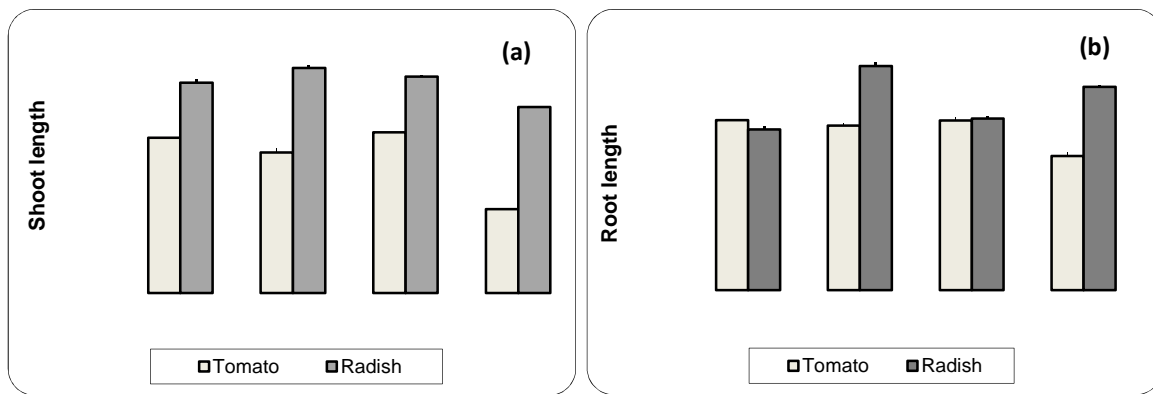 (a)
Shoot length
Tomato Radish
(b)
Root length
Tomato Radish